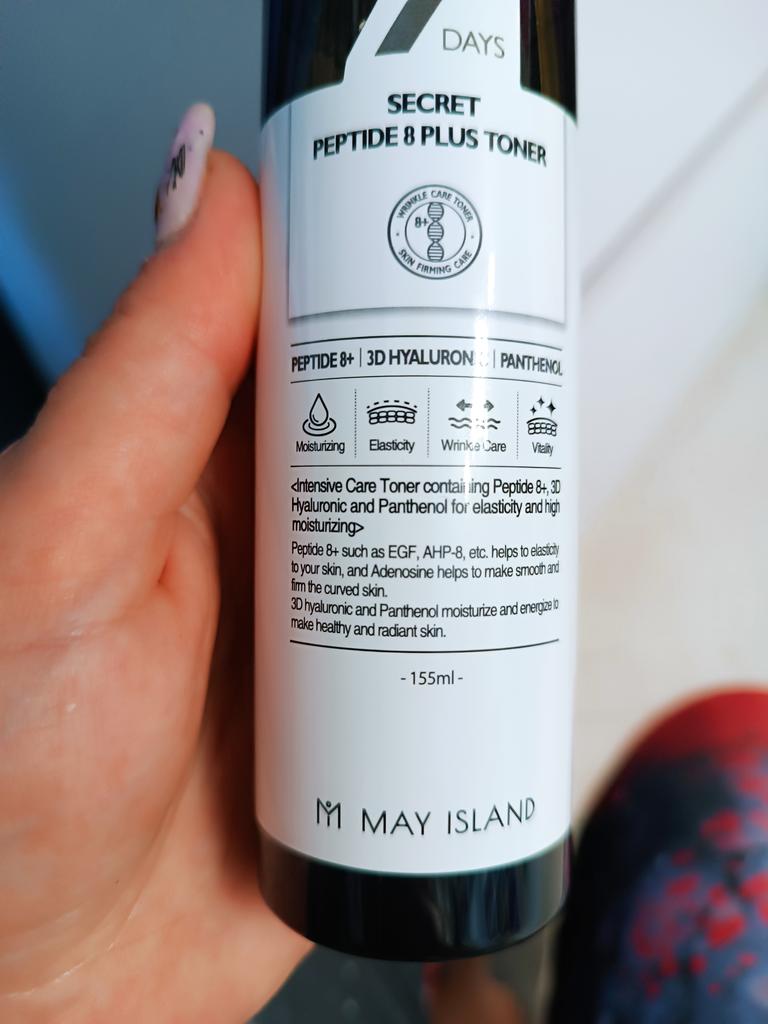 7
DAYS
SECRET
PEPTIDE 8 PLUS TONER
WRINKLE CARE TONER
8+
SKIN FIRMING CARE
PEPTIDE 8+ | 3D HYALURONIC | PANTHENOL
Moisturizing Elasticity Wrinkle Care Vitality
<Intensive Care Toner containing Peptide 8+, 3D
Hyaluronic and Panthenol for elasticity and high
moisturizing>
Peptide 8+ such as EGF, AHP-8, etc. helps to elasticity
to your skin, and Adenosine helps to make smooth and
firm the curved skin.
3D hyaluronic and Panthenol moisturize and energize to
make healthy and radiant skin.
- 155ml -
MAY ISLAND